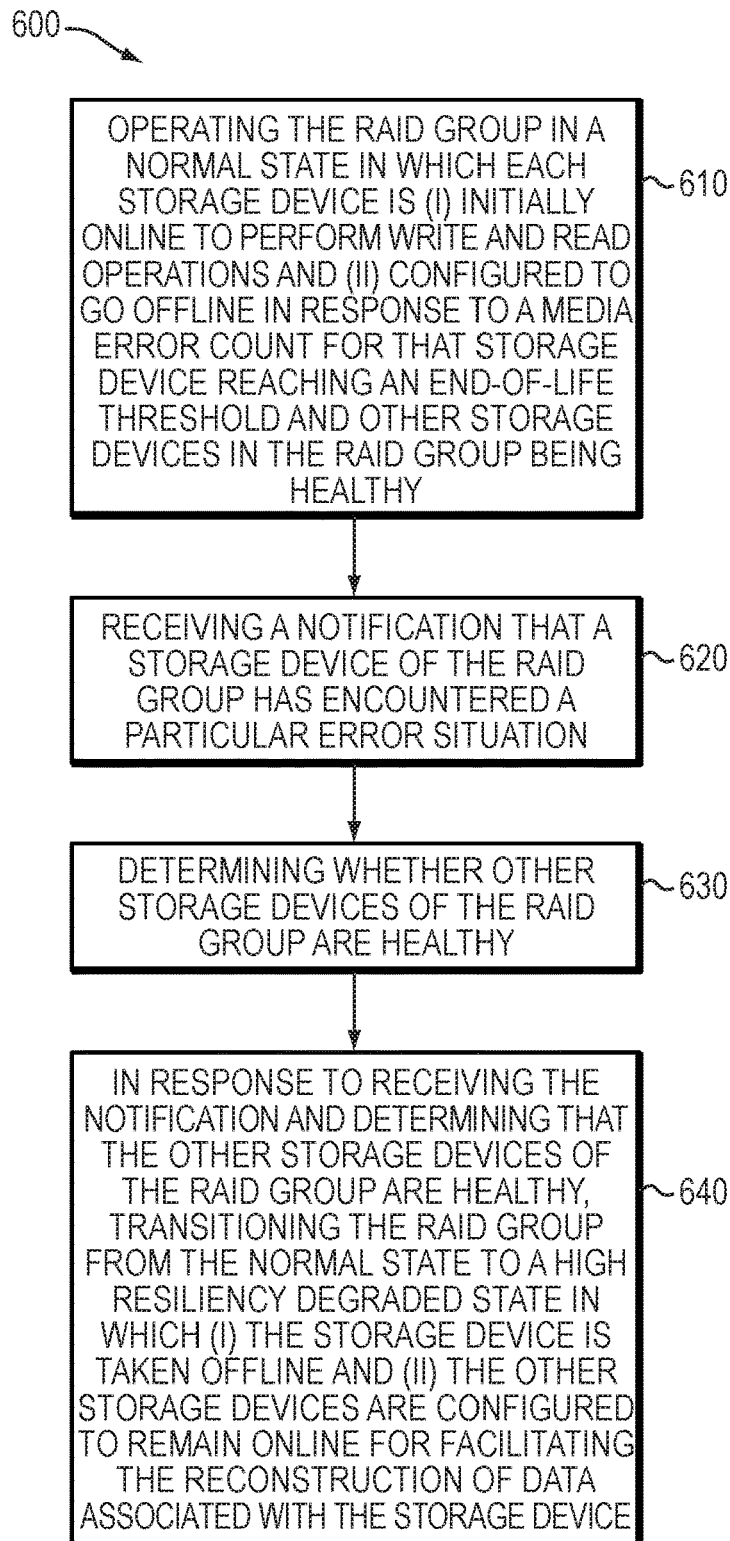 600
OPERATING THE RAID GROUP IN A
NORMAL STATE IN WHICH EACH
STORAGE DEVICE IS (I) INITIALLY
ONLINE TO PERFORM WRITE AND READ
OPERATIONS AND (II) CONFIGURED TO
GO OFFLINE IN RESPONSE TO A MEDIA
ERROR COUNT FOR THAT STORAGE
DEVICE REACHING AN END-OF-LIFE
THRESHOLD AND OTHER STORAGE
DEVICES IN THE RAID GROUP BEING
HEALTHY
610
RECEIVING A NOTIFICATION THAT A
STORAGE DEVICE OF THE RAID
GROUP HAS ENCOUNTERED A
PARTICULAR ERROR SITUATION
620
DETERMINING WHETHER OTHER
STORAGE DEVICES OF THE RAID
GROUP ARE HEALTHY
630
IN RESPONSE TO RECEIVING THE
NOTIFICATION AND DETERMINING THAT
THE OTHER STORAGE DEVICES OF
THE RAID GROUP ARE HEALTHY,
TRANSITIONING THE RAID GROUP
FROM THE NORMAL STATE TO A HIGH
RESILIENCY DEGRADED STATE IN
WHICH (I) THE STORAGE DEVICE IS
TAKEN OFFLINE AND (II) THE OTHER
STORAGE DEVICES ARE CONFIGURED
TO REMAIN ONLINE FOR FACILITATING
THE RECONSTRUCTION OF DATA
ASSOCIATED WITH THE STORAGE DEVICE
640